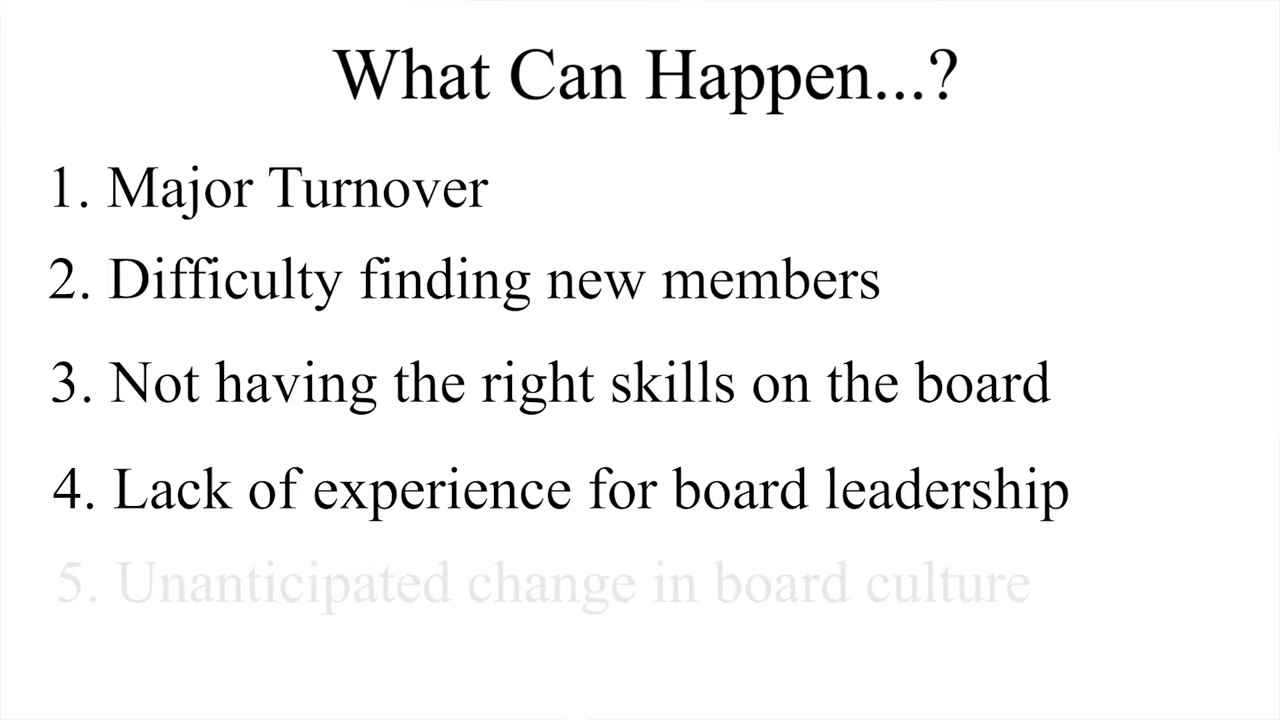 What Can Happen...?
1. Major Turnover
2. Difficulty finding new members
3. Not having the right skills on the board
4. Lack of experience for board leadership
5. Unanticipated change in board culture